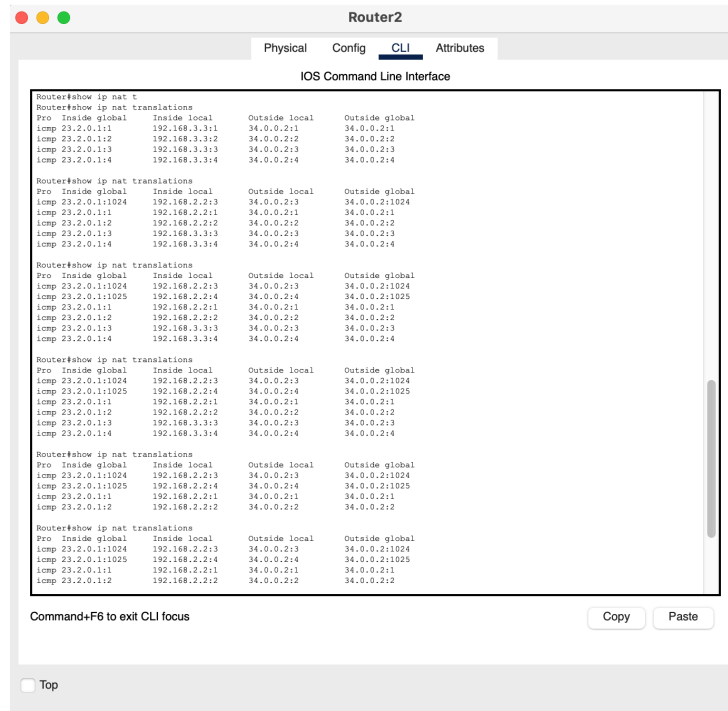 Router2
Physical Config CLI Attributes
IOS Command Line Interface
Router#show ip nat t
Router#show ip nat translations
Pro Inside global Inside local Outside local Outside global
icmp 23.2.0.1:1 192.168.3.3:1 34.0.0.2:1 34.0.0.2:1
icmp 23.2.0.1:2 192.168.3.3:2 34.0.0.2:2 34.0.0.2:2
icmp 23.2.0.1:3 192.168.3.3:3 34.0.0.2:3 34.0.0.2:3
icmp 23.2.0.1:4 192.168.3.3:4 34.0.0.2:4 34.0.0.2:4
Router#show ip nat translations
Pro Inside global Inside local Outside local Outside global
icmp 23.2.0.1:1024 192.168.2.2:3 34.0.0.2:3 34.0.0.2:1024
icmp 23.2.0.1:1 192.168.2.2:1 34.0.0.2:1 34.0.0.2:1
icmp 23.2.0.1:2 192.168.2.2:2 34.0.0.2:2 34.0.0.2:2
icmp 23.2.0.1:3 192.168.3.3:3 34.0.0.2:3 34.0.0.2:3
icmp 23.2.0.1:4 192.168.3.3:4 34.0.0.2:4 34.0.0.2:4
Router#show ip nat translations
Pro Inside global Inside local Outside local Outside global
icmp 23.2.0.1:1024 192.168.2.2:3 34.0.0.2:3 34.0.0.2:1024
icmp 23.2.0.1:1025 192.168.2.2:4 34.0.0.2:4 34.0.0.2:1025
icmp 23.2.0.1:1 192.168.2.2:1 34.0.0.2:1 34.0.0.2:1
icmp 23.2.0.1:2 192.168.2.2:2 34.0.0.2:2 34.0.0.2:2
icmp 23.2.0.1:3 192.168.3.3:3 34.0.0.2:3 34.0.0.2:3
icmp 23.2.0.1:4 192.168.3.3:4 34.0.0.2:4 34.0.0.2:4
Router#show ip nat translations
Pro Inside global Inside local Outside local Outside global
icmp 23.2.0.1:1024 192.168.2.2:3 34.0.0.2:3 34.0.0.2:1024
icmp 23.2.0.1:1025 192.168.2.2:4 34.0.0.2:4 34.0.0.2:1025
icmp 23.2.0.1:1 192.168.2.2:1 34.0.0.2:1 34.0.0.2:1
icmp 23.2.0.1:2 192.168.2.2:2 34.0.0.2:2 34.0.0.2:2
icmp 23.2.0.1:3 192.168.3.3:3 34.0.0.2:3 34.0.0.2:3
icmp 23.2.0.1:4 192.168.3.3:4 34.0.0.2:4 34.0.0.2:4
Router#show ip nat translations
Pro Inside global Inside local Outside local Outside global
icmp 23.2.0.1:1024 192.168.2.2:3 34.0.0.2:3 34.0.0.2:1024
icmp 23.2.0.1:1025 192.168.2.2:4 34.0.0.2:4 34.0.0.2:1025
icmp 23.2.0.1:1 192.168.2.2:1 34.0.0.2:1 34.0.0.2:1
icmp 23.2.0.1:2 192.168.2.2:2 34.0.0.2:2 34.0.0.2:2
Router#show ip nat translations
Pro Inside global Inside local Outside local Outside global
icmp 23.2.0.1:1024 192.168.2.2:3 34.0.0.2:3 34.0.0.2:1024
icmp 23.2.0.1:1025 192.168.2.2:4 34.0.0.2:4 34.0.0.2:1025
icmp 23.2.0.1:1 192.168.2.2:1 34.0.0.2:1 34.0.0.2:1
icmp 23.2.0.1:2 192.168.2.2:2 34.0.0.2:2 34.0.0.2:2
Command+F6 to exit CLI focus
Copy Paste
Top